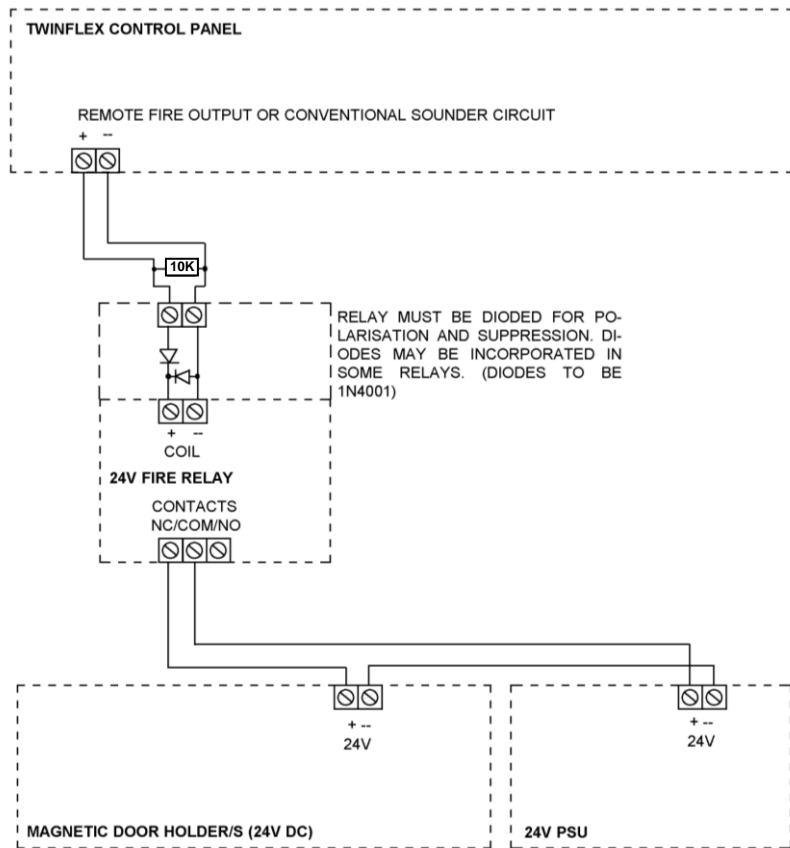 TWINFLEX CONTROL PANEL
REMOTE FIRE OUTPUT OR CONVENTIONAL SOUNDER CIRCUIT
+ --
10K
RELAY MUST BE DIODED FOR PO-
LARISATION AND SUPPRESSION. DI-
ODES MAY BE INCORPORATED IN
SOME RELAYS. (DIODES TO BE
1N4001)
+ --
COIL
24V FIRE RELAY
CONTACTS
NC/COM/NO
+ --
24V
+ --
24V
MAGNETIC DOOR HOLDER/S (24V DC)
24V PSU